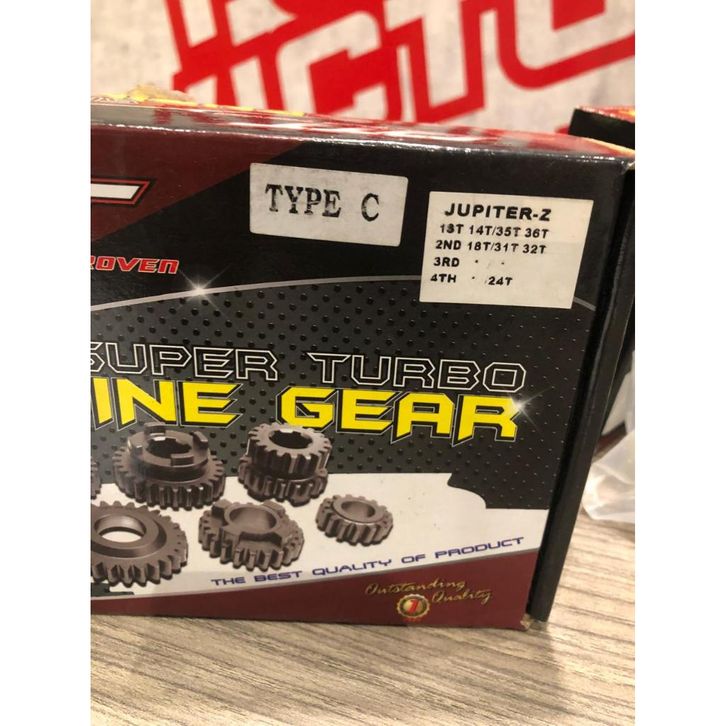 TYPE C
JUPITER-Z
1ST 14T/35T 36T
2ND 18T/31T 32T
3RD
4TH 24T
ROVEN
SUPER TURBO
INE GEAR
THE BEST QUALITY OF PRODUCT
Outstanding
1 Quality